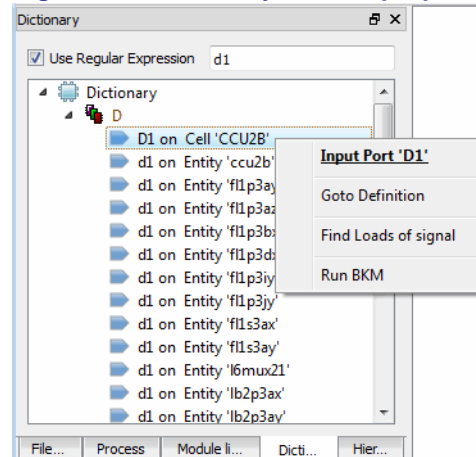 Dictionary
Use Regular Expression d1
Dictionary
D
D1 on Cell 'CCU2B'
d1 on Entity 'ccu2b'
d1 on Entity 'fl1p3ay
d1 on Entity 'fl1p3az
d1 on Entity 'fl1p3bx
d1 on Entity 'fl1p3dx
d1 on Entity 'fl1p3iy'
d1 on Entity 'fl1p3jy'
d1 on Entity 'fl1s3ax'
d1 on Entity 'fl1s3ay'
d1 on Entity 'l6mux21'
d1 on Entity 'lb2p3ax'
d1 on Entity 'lb2p3ay'
Input Port 'D1'
Goto Definition
Find Loads of signal
Run BKM
File... Process Module li... Dicti... Hier...